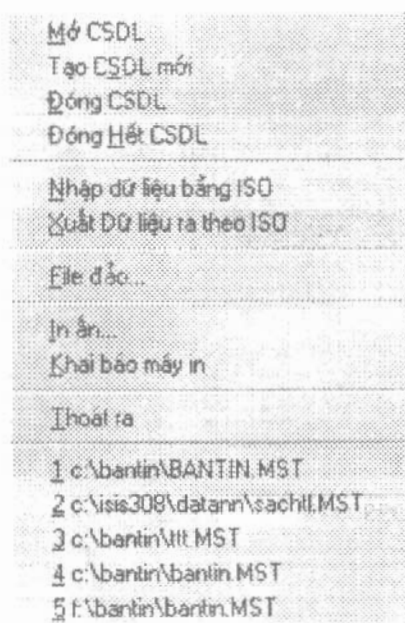 Mở CSDL
Tạo CSDL mới
Đóng CSDL
Đóng Hết CSDL
Nhập dữ liệu bằng ISO
Xuất Dữ liệu ra theo ISO
File đảo...
In ấn...
Khai báo máy in
Thoát ra
1 c:\bantin\BANTIN.MST
2 c:\isis308\datann\sachtl.MST
3 c:\bantin\ttt.MST
4 c:\bantin\bantin.MST
5 f:\bantin\bantin.MST